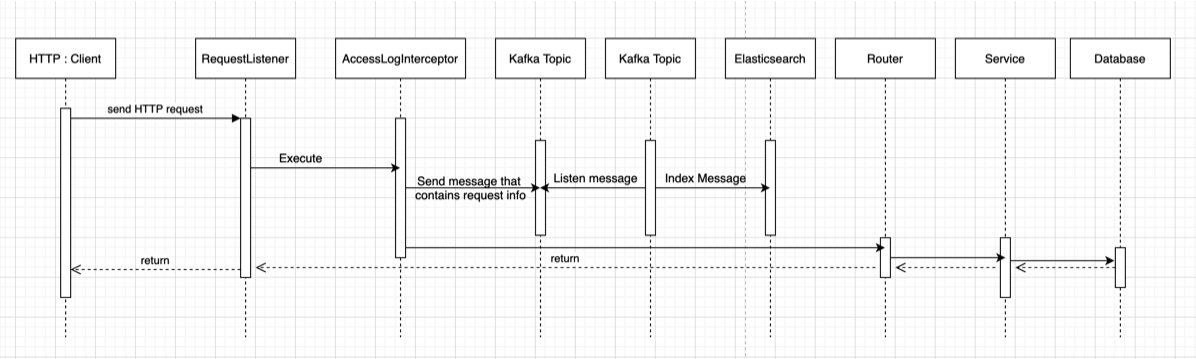 HTTP : Client
RequestListener
AccessLogInterceptor
Kafka Topic
Kafka Topic
Elasticsearch
Router
Service
Database
send HTTP request
Execute
Send message that
contains request info
Listen message
Index Message
return
return